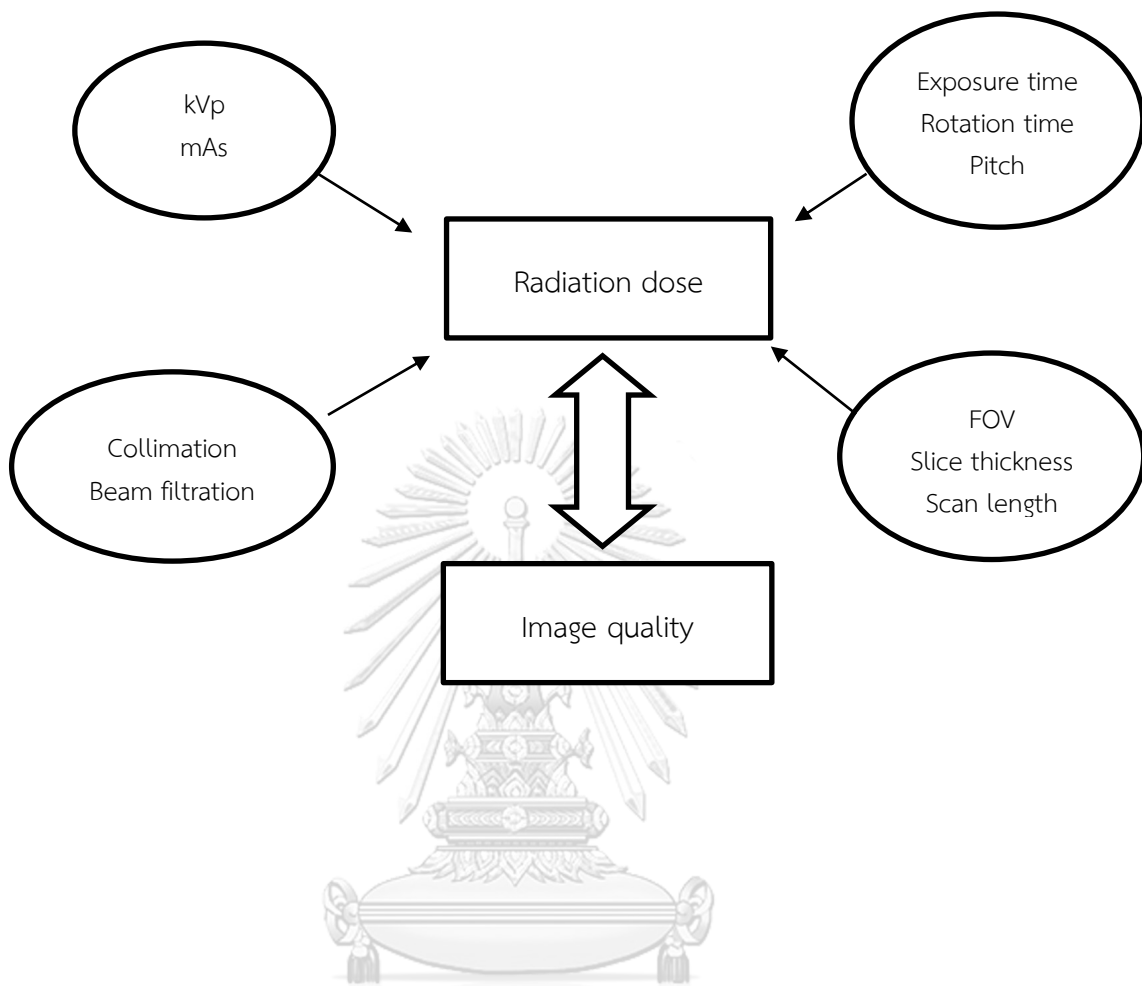 kVp
mAs
Exposure time
Rotation time
Pitch
Radiation dose
Collimation
Beam filtration
FOV
Slice thickness
Scan length
Image quality